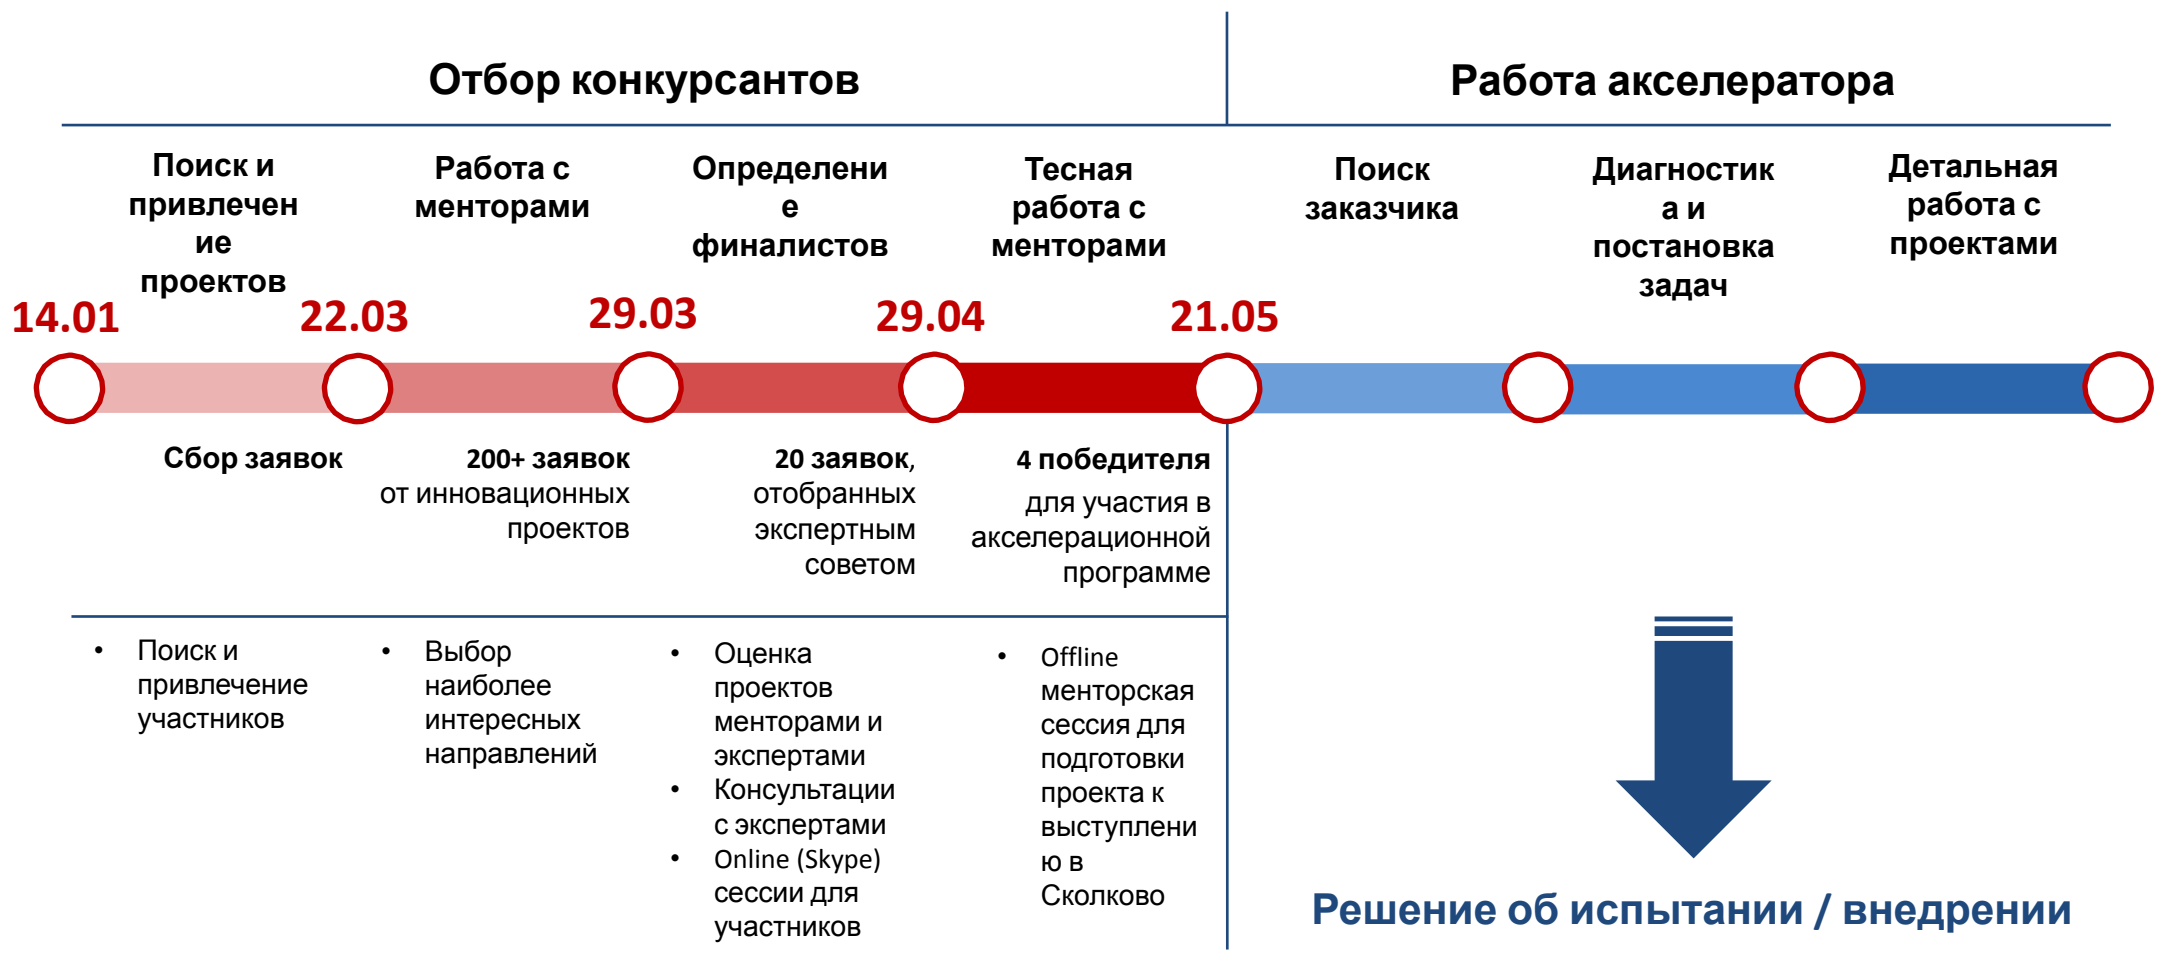 Отбор конкурсантов
Работа акселератора
Поиск и
привлечен
ие
проектов
Работа с
менторами
Определени
е
финалистов
Тесная
работа с
менторами
Поиск
заказчика
Диагностик
а и
постановка
задач
Детальная
работа с
проектами
14.01
22.03
29.03
29.04
21.05
Сбор заявок
200+ заявок
от инновационных
проектов
20 заявок,
отобранных
экспертным
советом
4 победителя
для участия в
акселерационной
программе
• Поиск и
привлечение
участников
• Выбор
наиболее
интересных
направлений
• Оценка
проектов
менторами и
экспертами
• Консультации
с экспертами
• Online (Skype)
сессии для
участников
• Offline
менторская
сессия для
подготовки
проекта к
выступлени
ю в
Сколково
Решение об испытании / внедрении